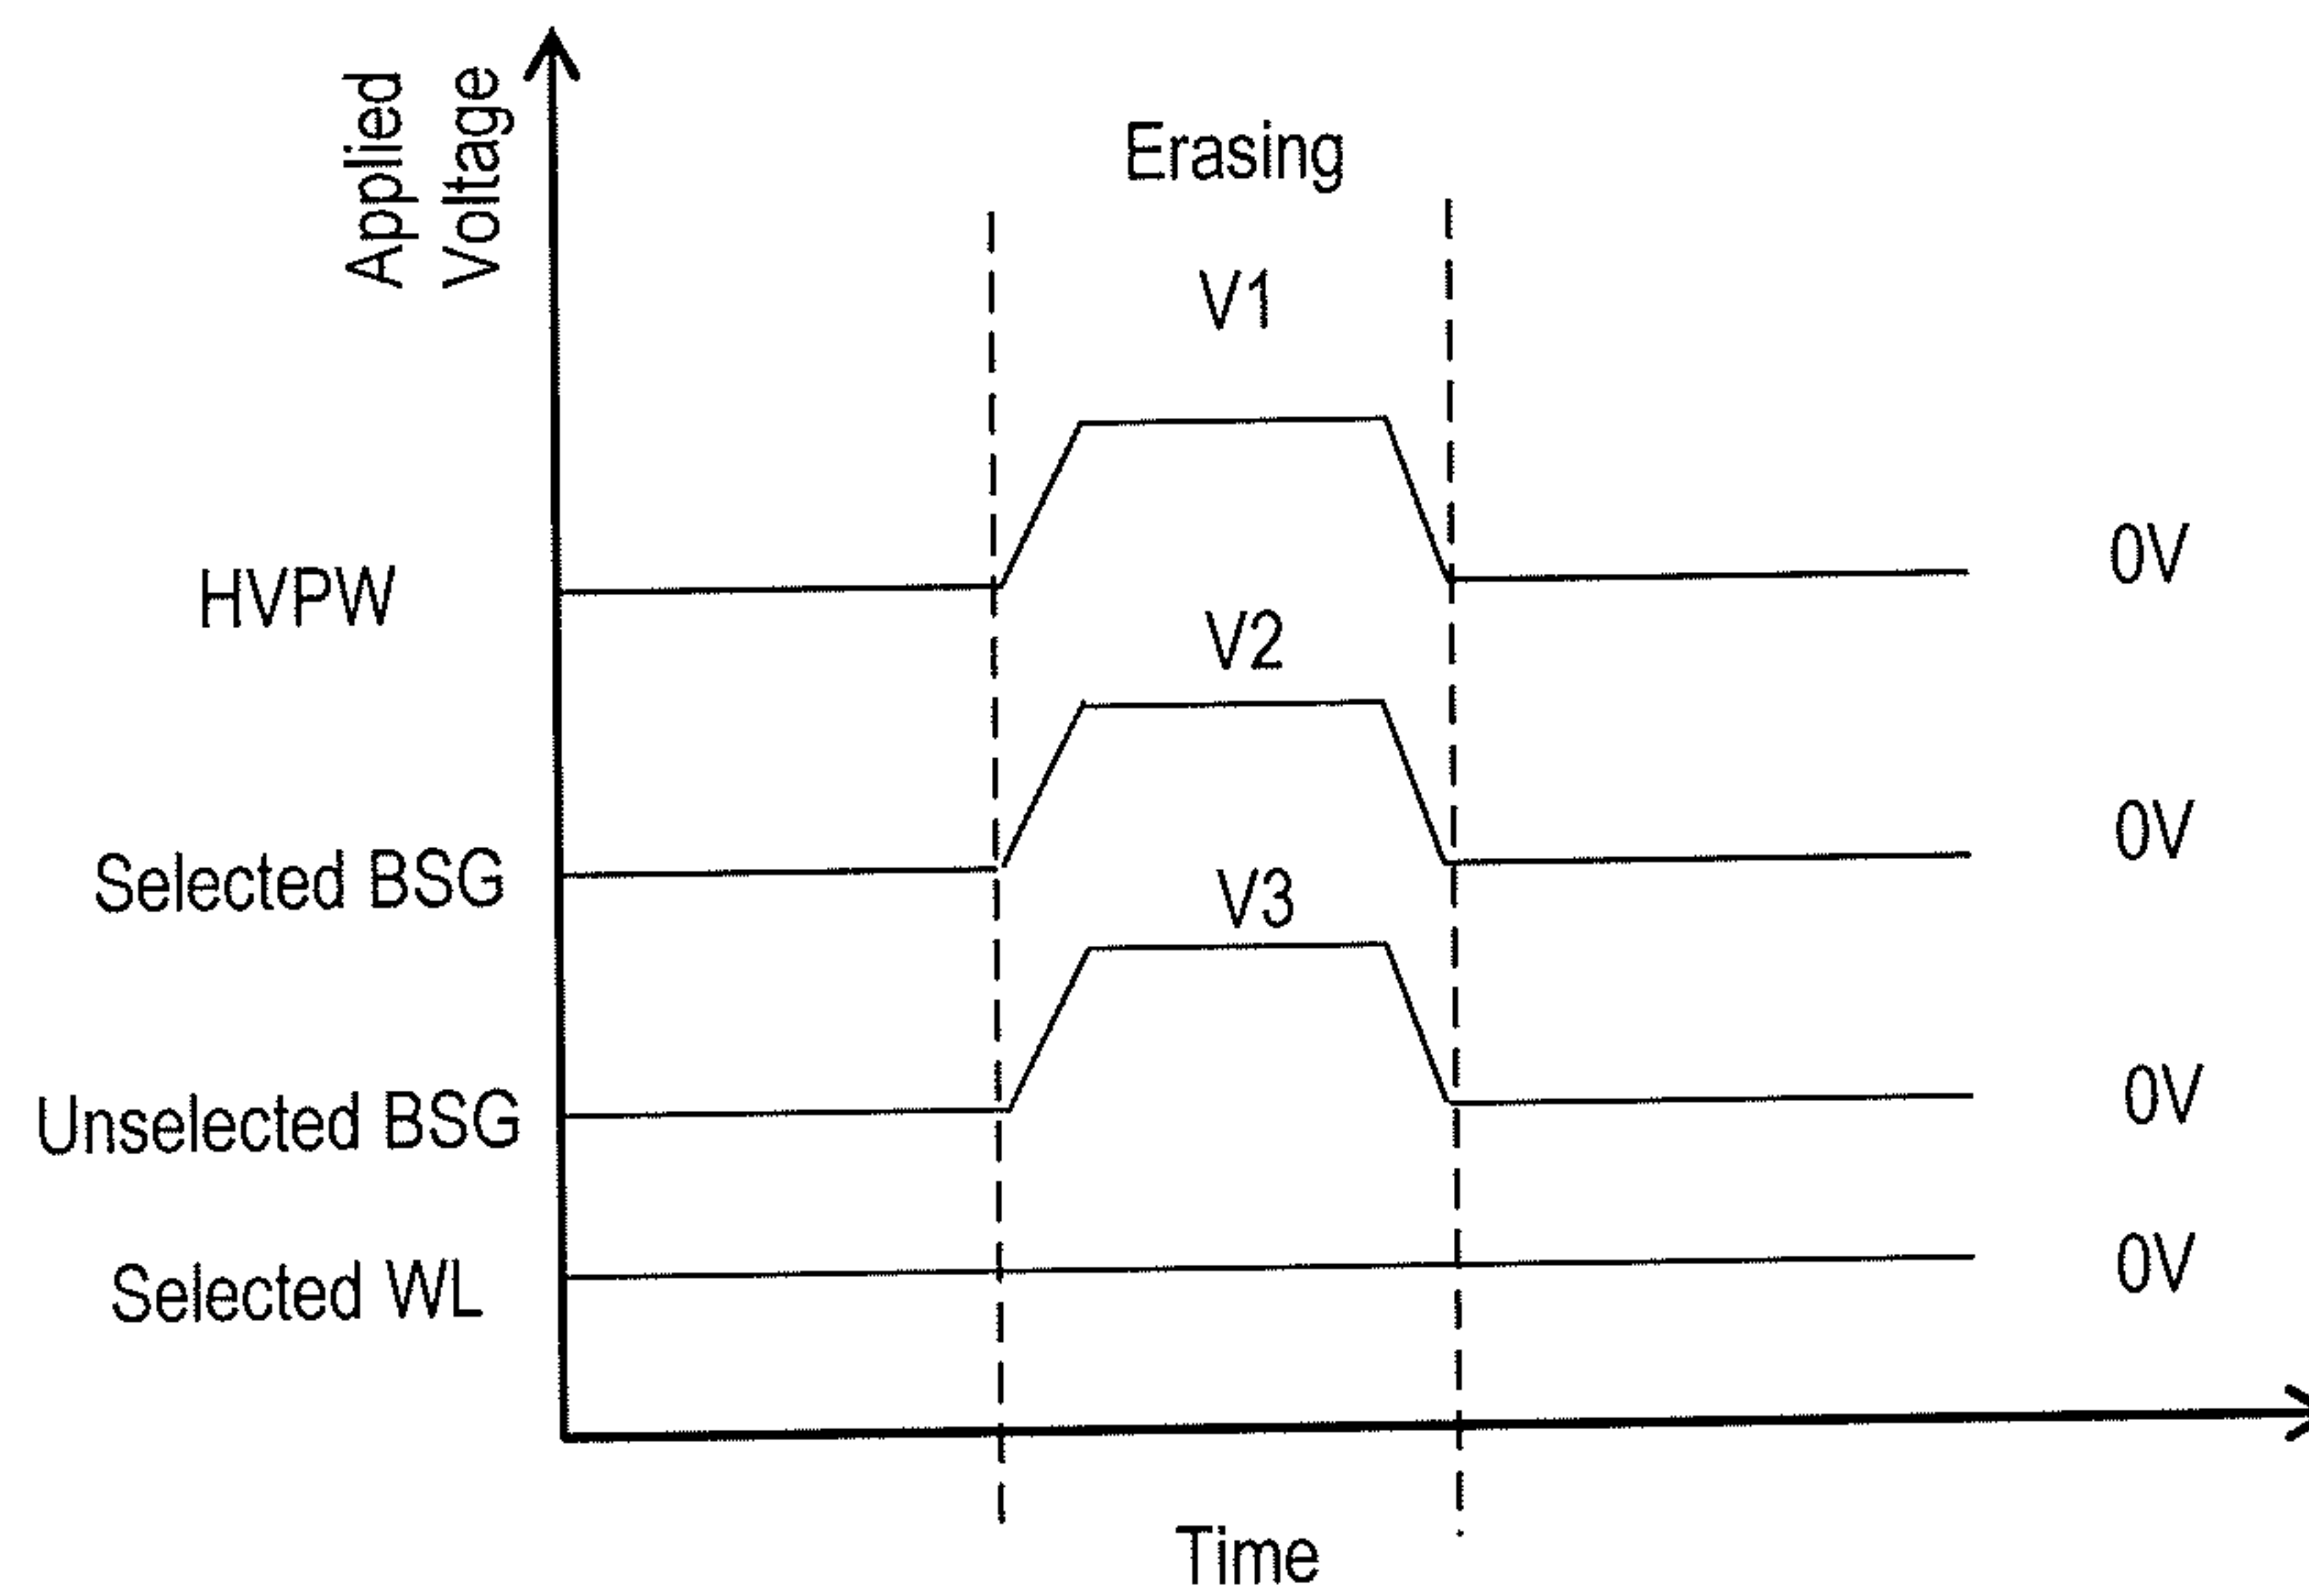 Applied
Voltage
Erasing
V1
HVPW
0V
V2
Selected BSG
0V
V3
Unselected BSG
0V
Selected WL
0V
Time